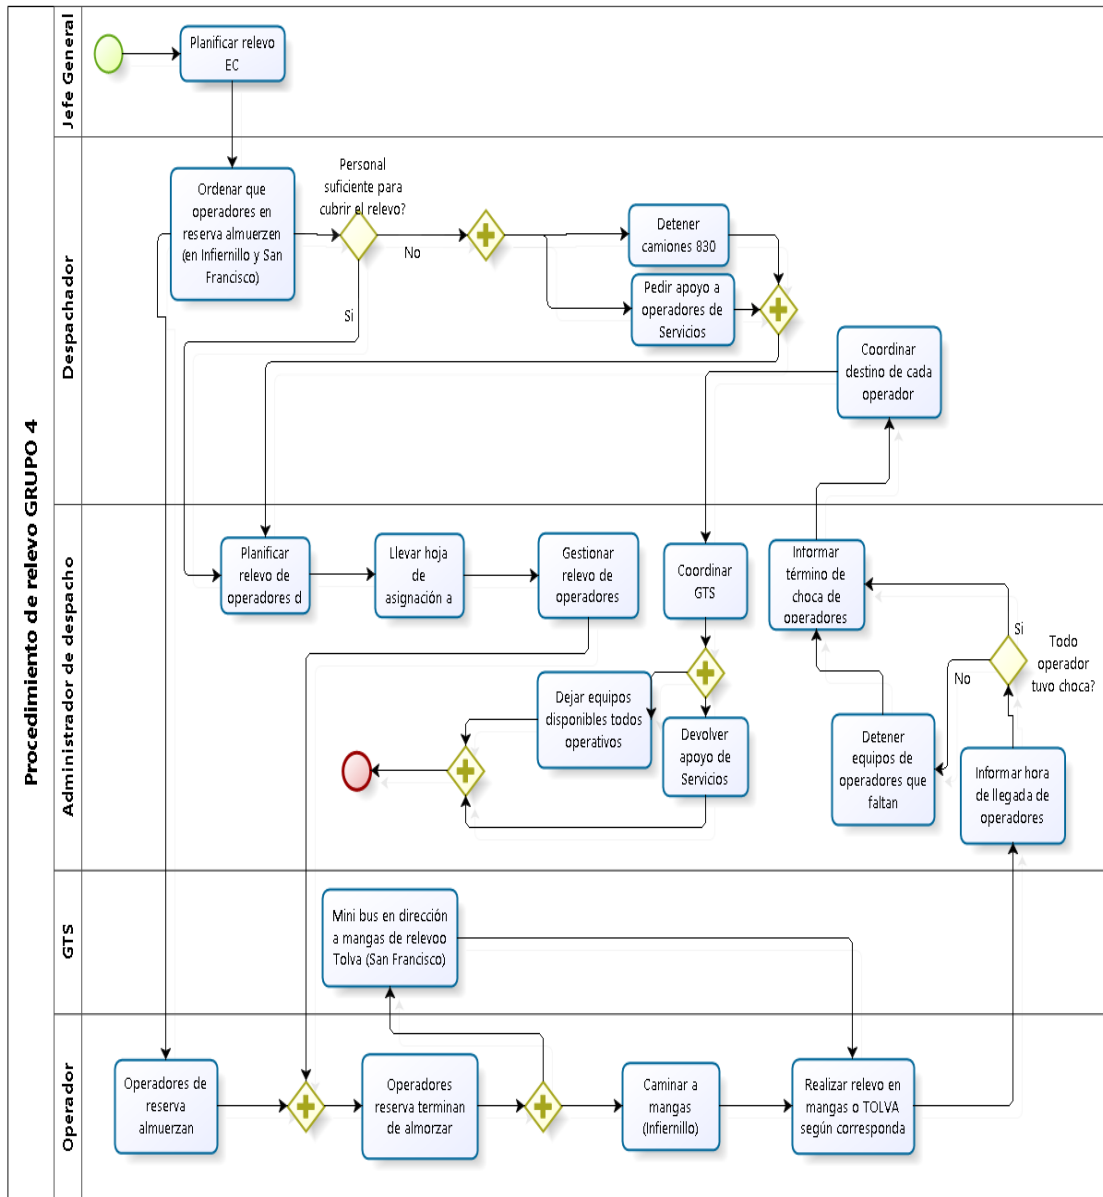 Procedimiento de relevo GRUPO 4
Jefe General
Planificar relevo
EC
Despachador
Ordenar que
operadores en
reserva almuerzen
(en Infiernillo y San
Francisco)
Personal
suficiente para
cubrir el relevo?
No
Si
Detener
camiones 830
Pedir apoyo a
operadores de
Servicios
Coordinar
destino de cada
operador
Administrador de despacho
Planificar
relevo de
operadores d
Llevar hoja
de
asignación a
Gestionar
relevo de
operadores
Coordinar
GTS
Informar
término de
choca de
operadores
Si
Todo
operador
tuvo choca?
No
Dejar equipos
disponibles todos
operativos
Devolver
apoyo de
Servicios
Detener
equipos de
operadores que
faltan
Informar hora
de llegada de
operadores
GTS
Mini bus en dirección
a mangas de relevoo
Tolva (San Francisco)
Operador
Operadores de
reserva
almuerzan
Operadores
reserva terminan
de almorzar
Caminar a
mangas
(Infiernillo)
Realizar relevo en
mangas o TOLVA
según corresponda